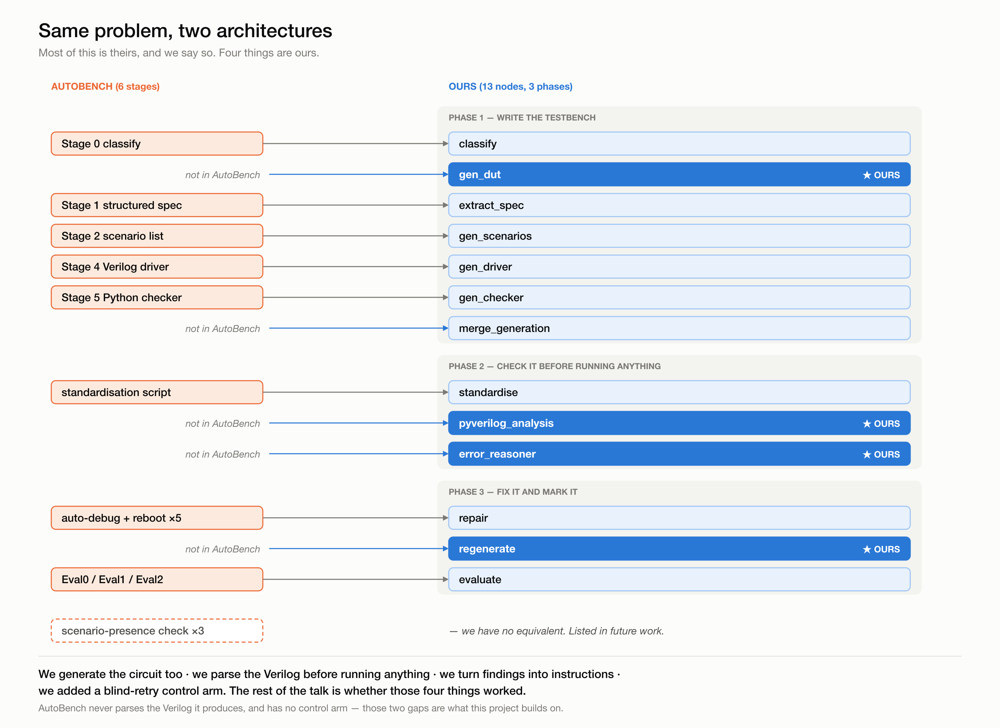 Same problem, two architectures
Most of this is theirs, and we say so. Four things are ours.
AUTOBENCH (6 stages)
OURS (13 nodes, 3 phases)
PHASE 1 — WRITE THE TESTBENCH
Stage 0 classify
classify
not in AutoBench
gen_dut
★ OURS
Stage 1 structured spec
extract_spec
Stage 2 scenario list
gen_scenarios
Stage 4 Verilog driver
gen_driver
Stage 5 Python checker
gen_checker
not in AutoBench
merge_generation
PHASE 2 — CHECK IT BEFORE RUNNING ANYTHING
standardisation script
standardise
not in AutoBench
pyverilog_analysis
★ OURS
not in AutoBench
error_reasoner
★ OURS
PHASE 3 — FIX IT AND MARK IT
auto-debug + reboot ×5
repair
not in AutoBench
regenerate
★ OURS
Eval0 / Eval1 / Eval2
evaluate
scenario-presence check ×3
— we have no equivalent. Listed in future work.
We generate the circuit too · we parse the Verilog before running anything · we turn findings into instructions ·
we added a blind-retry control arm. The rest of the talk is whether those four things worked.
AutoBench never parses the Verilog it produces, and has no control arm — those two gaps are what this project builds on.